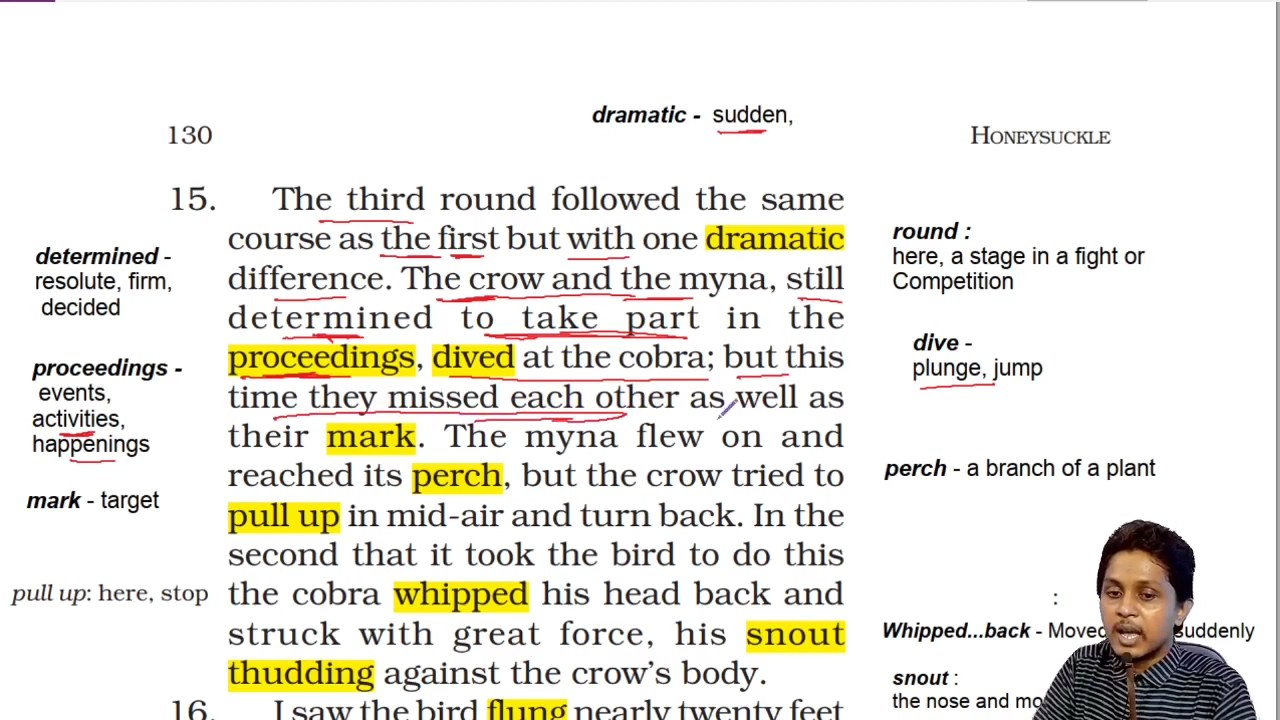 dramatic - sudden,
130
HONEYSUCKLE
15. The third round followed the same
course as the first but with one dramatic
difference. The crow and the myna, still
determined to take part in the
proceedings, dived at the cobra; but this
time they missed each other as well as
their mark. The myna flew on and
reached its perch, but the crow tried to
pull up in mid-air and turn back. In the
second that it took the bird to do this
the cobra whipped his head back and
struck with great force, his snout
thudding against the crow's body.
16. I saw the bird flung nearly twenty feet
determined -
resolute, firm,
decided
proceedings -
events,
activities,
happenings
mark - target
pull up: here, stop
round :
here, a stage in a fight or
Competition
dive -
plunge, jump
perch - a branch of a plant
:
Whipped...back - Moved suddenly
snout :
the nose and